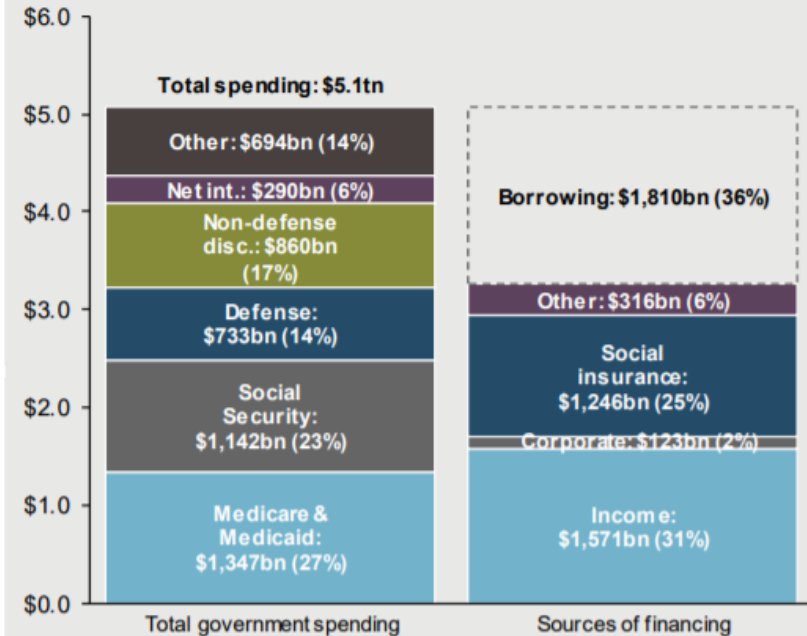 $6.0
$5.0
$4.0
$3.0
$2.0
$1.0
$0.0
Total spending: $5.1tn
Other: $694bn (14%)
Net int.: $290bn (6%)
Non-defense
disc.: $860bn
(17%)
Defense:
$733bn (14%)
Social
Security:
$1,142bn (23%)
Medicare &
Medicaid:
$1,347bn (27%)
Total government spending
Borrowing: $1,810bn (36%)
Other: $316bn (6%)
Social
insurance:
$1,246bn (25%)
Corporate: $123bn (2%)
Income:
$1,571bn (31%)
Sources of financing